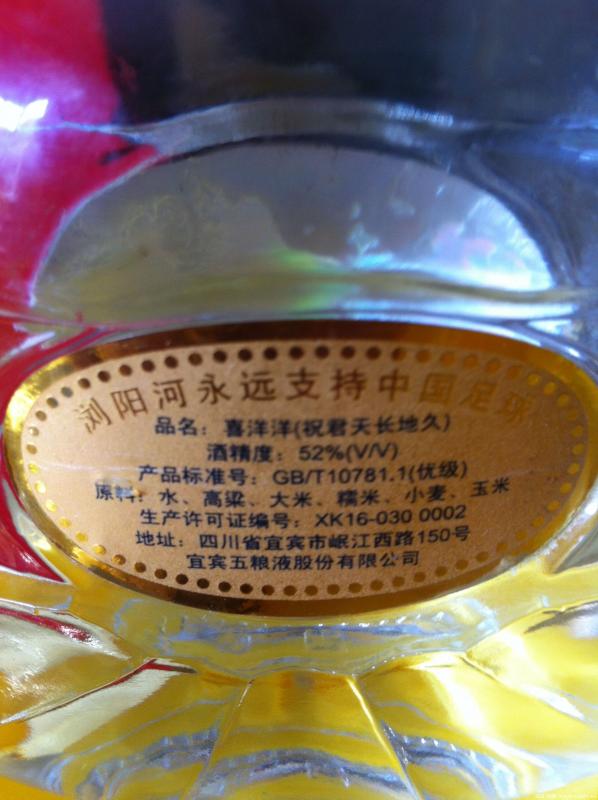 浏阳河永远支持中国足球
品名：喜洋洋(祝君天长地久)
酒精度：52%(V/V)
产品标准号：GB/T10781.1(优级)
原料：水、高粱、大米、糯米、小麦、玉米
生产许可证编号：XK16-030 0002
地址：四川省宜宾市岷江西路150号
宜宾五粮液股份有限公司